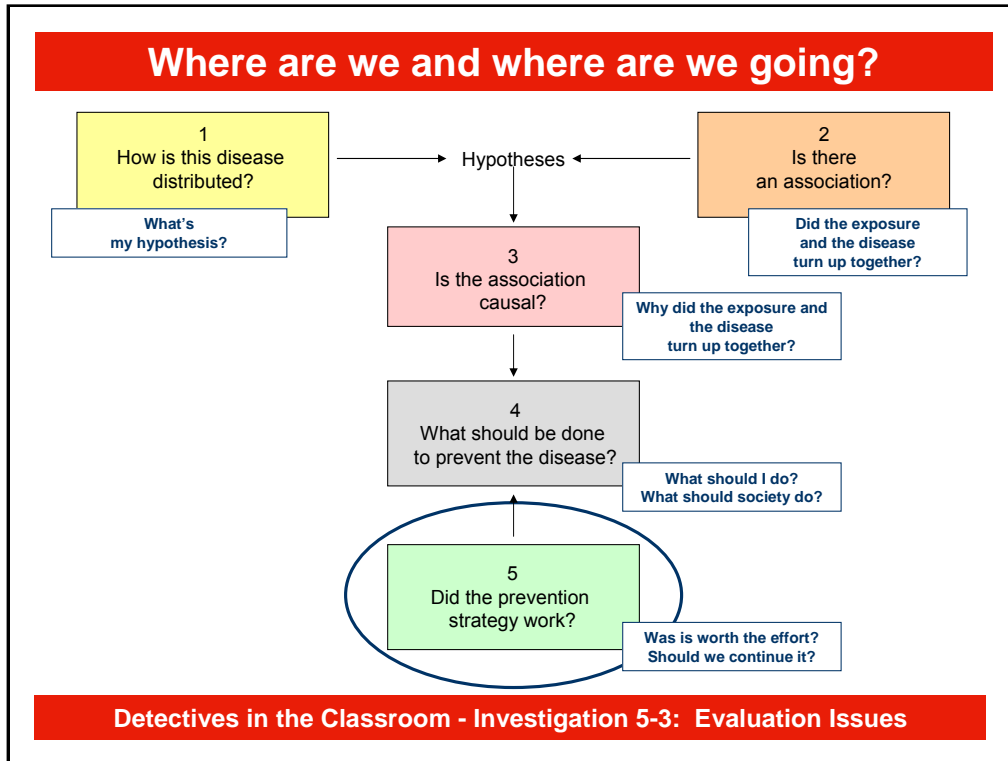 Where are we and where are we going?
1
How is this disease
distributed?
What's
my hypothesis?
Hypotheses
2
Is there
an association?
Did the exposure
and the disease
turn up together?
3
Is the association
causal?
Why did the exposure and
the disease
turn up together?
4
What should be done
to prevent the disease?
What should I do?
What should society do?
5
Did the prevention
strategy work?
Was is worth the effort?
Should we continue it?
Detectives in the Classroom - Investigation 5-3: Evaluation Issues